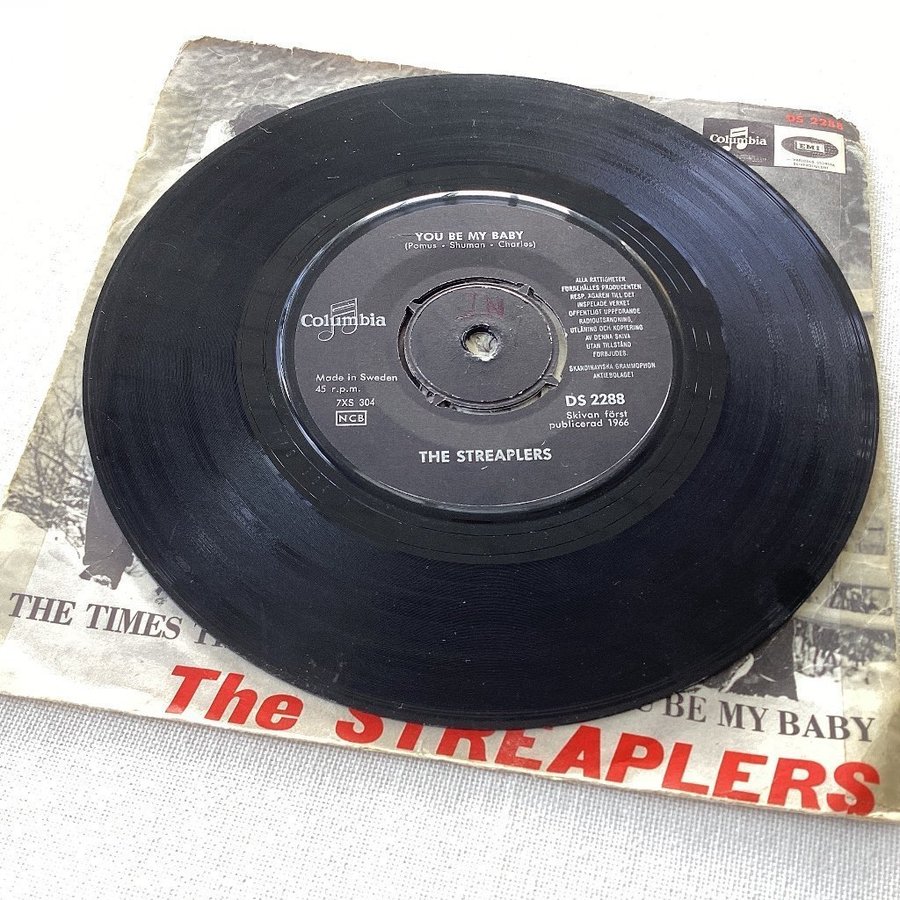 DS 2288
Columbia
EMI
YOU BE MY BABY
(Pomus - Shuman - Charles)
Columbia
Made in Sweden
45 r.p.m.
7XS 304
NCB
ALLA RÄTTIGHETER
FÖRBEHÅLLES PRODUCENTEN
RESP. ÄGAREN TILL DET
INSPELADE VERKET
OFFENTLIGT UPPFÖRANDE
RADIOUTSÄNDNING,
UTLÅNING OCH KOPIERING
AV DENNA SKIVA
UTAN TILLSTÅND
FÖRBJUDES.
SKANDINAVISKA GRAMMOPHON
AKTIEBOLAGET
DS 2288
Skivan först
publicerad 1966
THE STREAPLERS
THE TIMES
BE MY BABY
The STREAPLERS